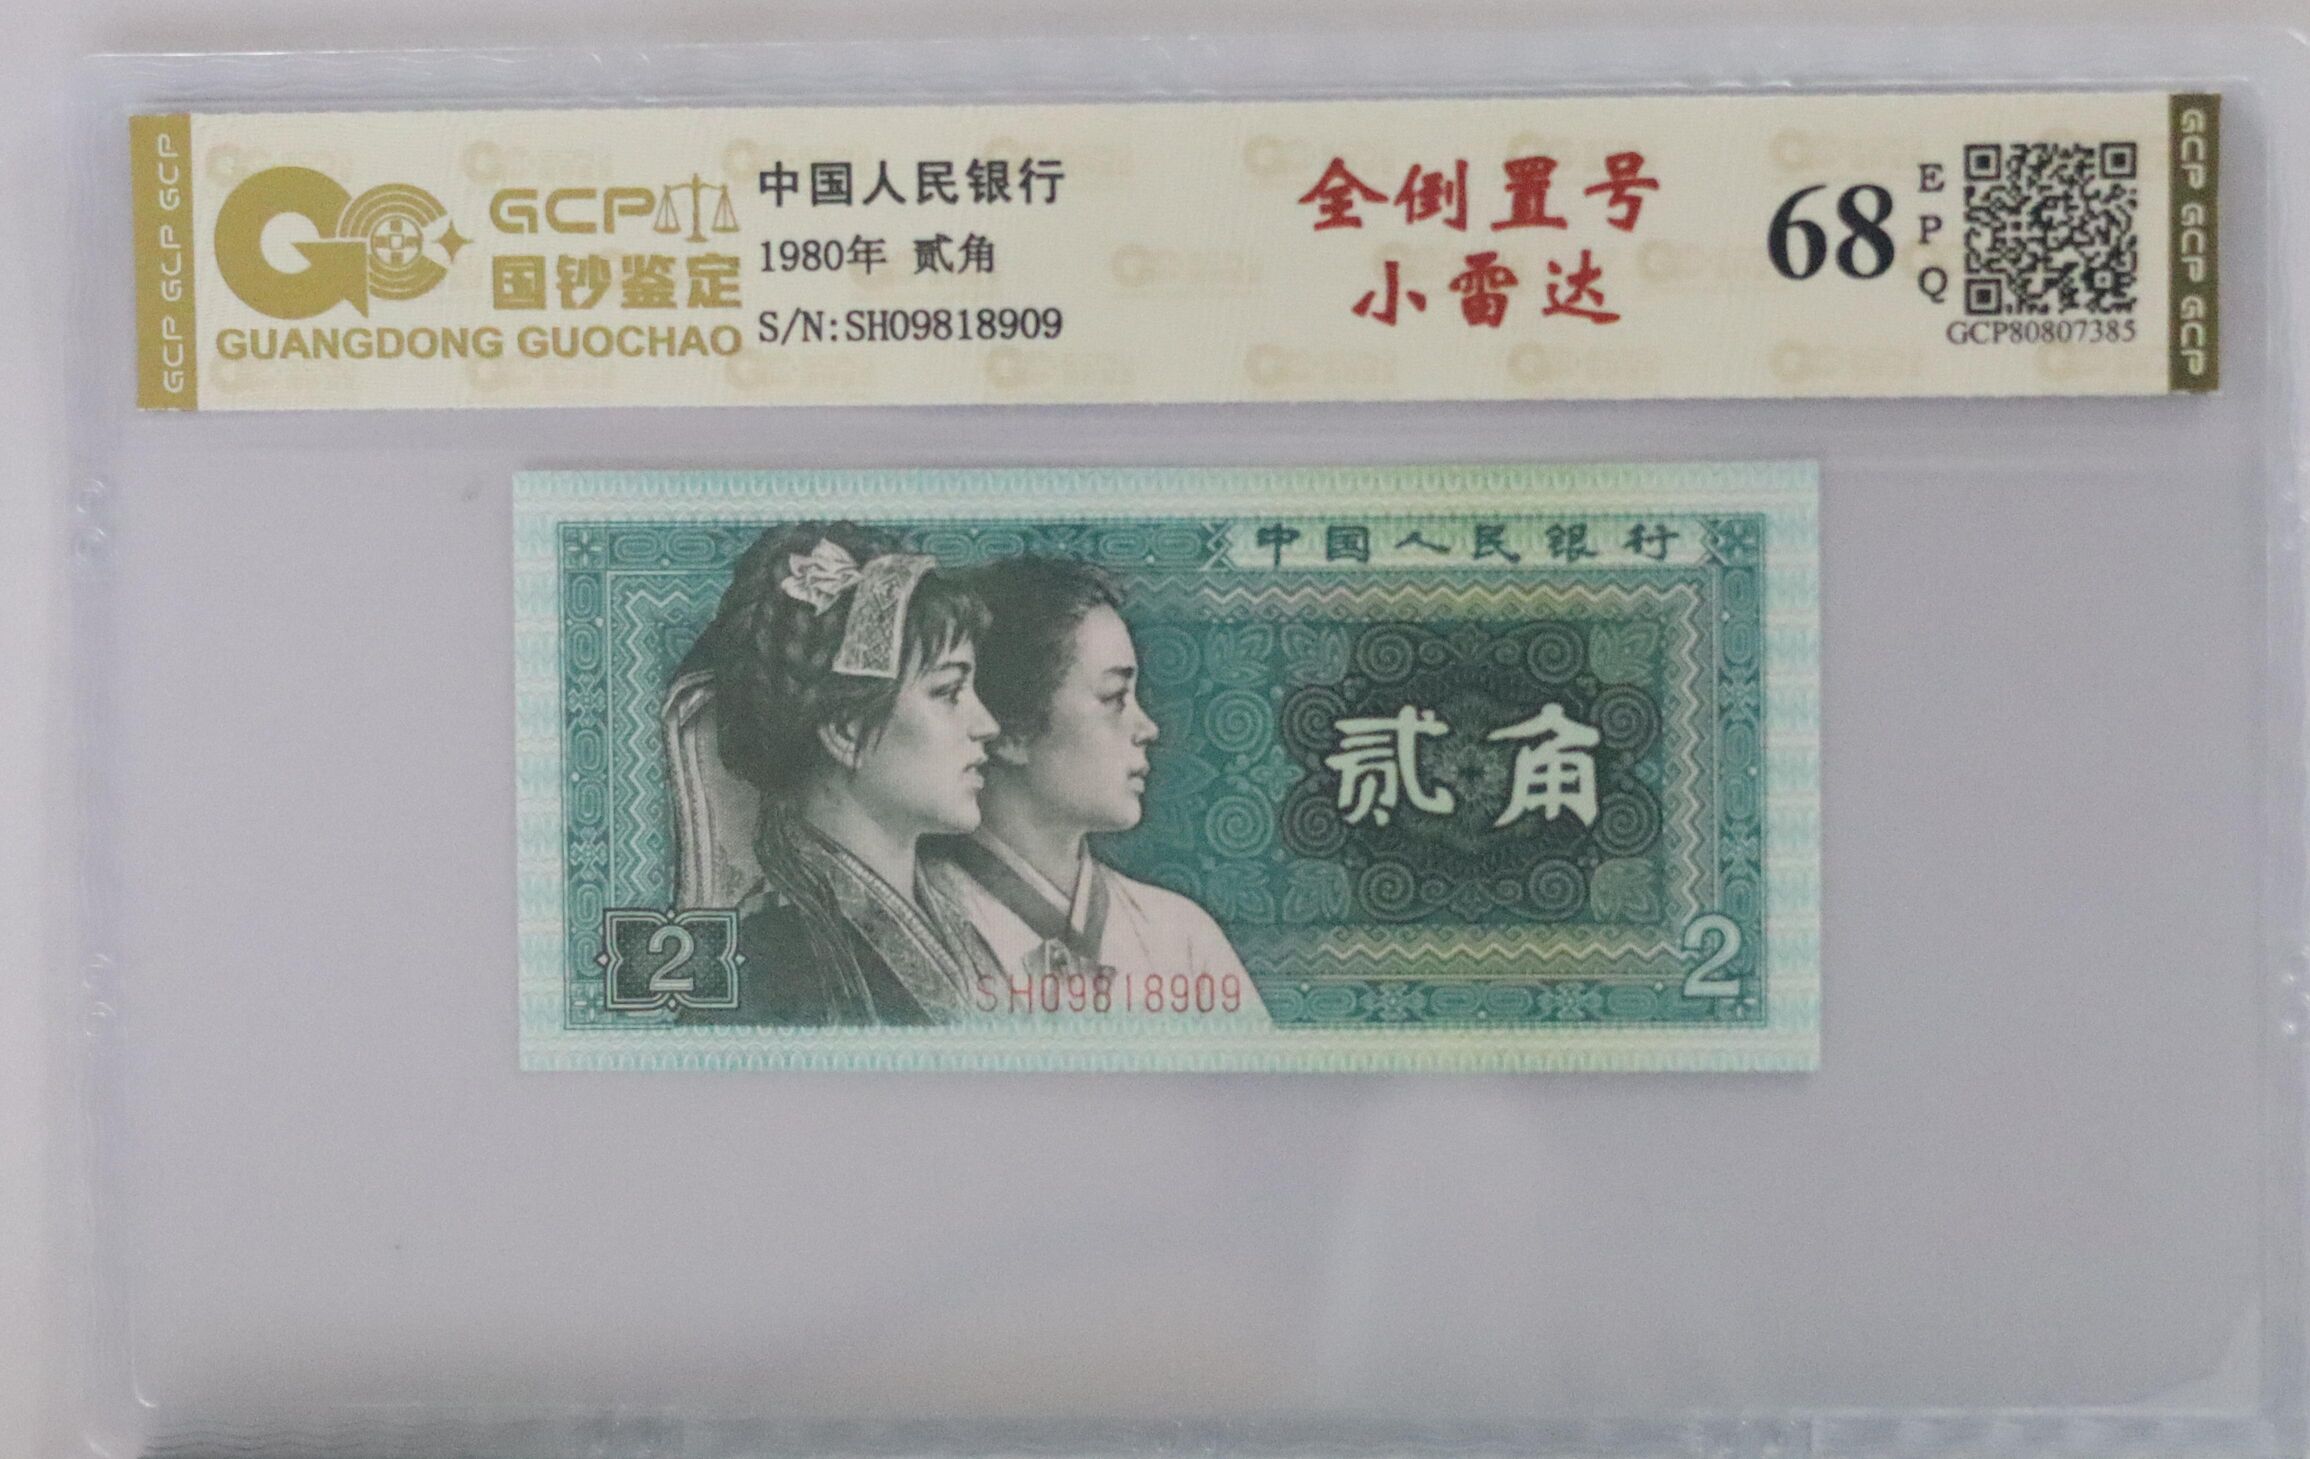 GCP GCP GCP
GCP
国钞鉴定
GUANGDONG GUOCHAO
中国人民银行
1980年 贰角
S/N:SH09818909
全倒置号
小雷达
68
EPQ
GCP80807385
GCP GCP GCP
中国人民银行
贰角
2
SH09818909
2